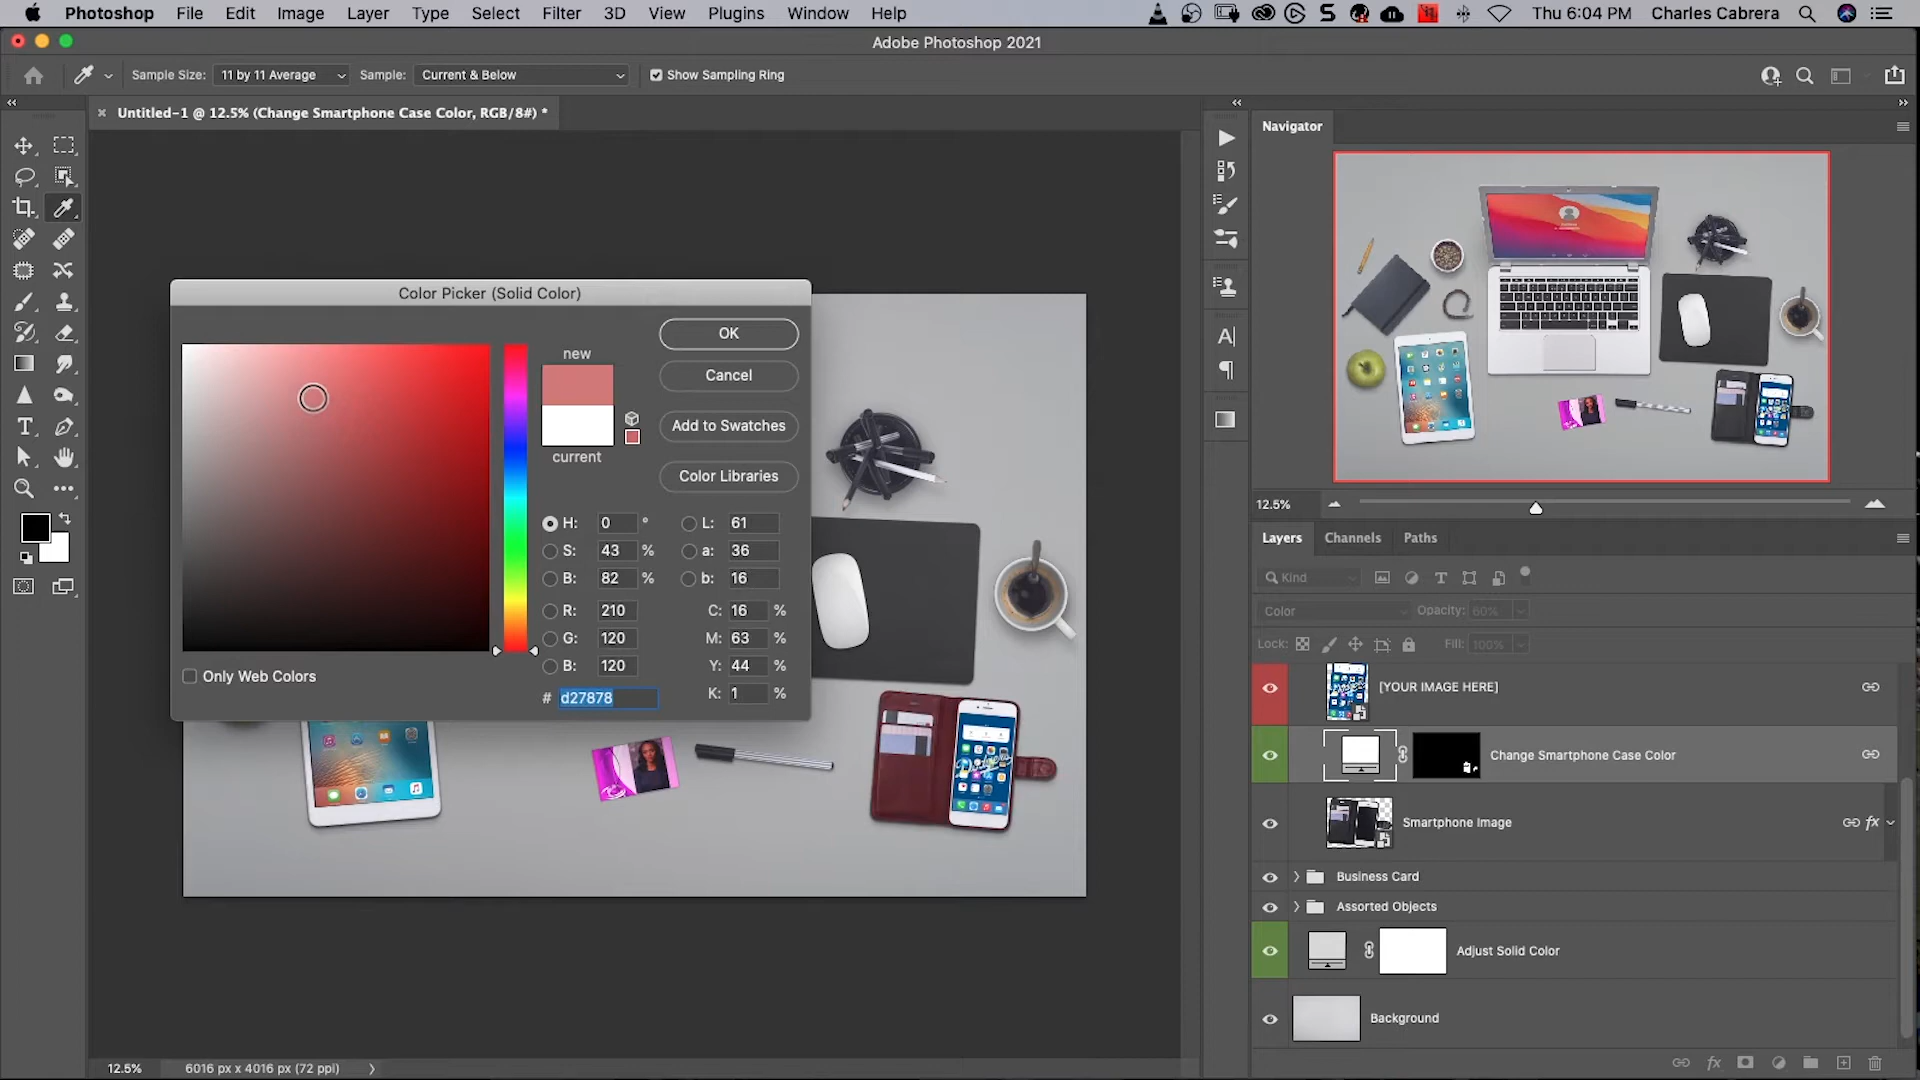 Photoshop File Edit Image Layer Type Select Filter 3D View Plugins Window Help Thu 6:04 PM Charles Cabrera
Adobe Photoshop 2021
Sample Size: 11 by 11 Average Sample: Current & Below Show Sampling Ring
Untitled-1 @ 12.5% (Change Smartphone Case Color, RGB/8#) *
Navigator
Color Picker (Solid Color)
new
current
OK
Cancel
Add to Swatches
Color Libraries
H: 0 ° L: 61
S: 43 % a: 36
B: 82 % b: 16
R: 210 C: 16 %
G: 120 M: 63 %
B: 120 Y: 44 %
# d27878 K: 1 %
Only Web Colors
12.5%
Layers Channels Paths
Kind
Color Opacity: 60%
Lock: Fill: 100%
[YOUR IMAGE HERE]
Change Smartphone Case Color
Smartphone Image fx
Business Card
Assorted Objects
Adjust Solid Color
Background
Dodgers
12.5% 6016 px x 4016 px (72 ppi)
fx